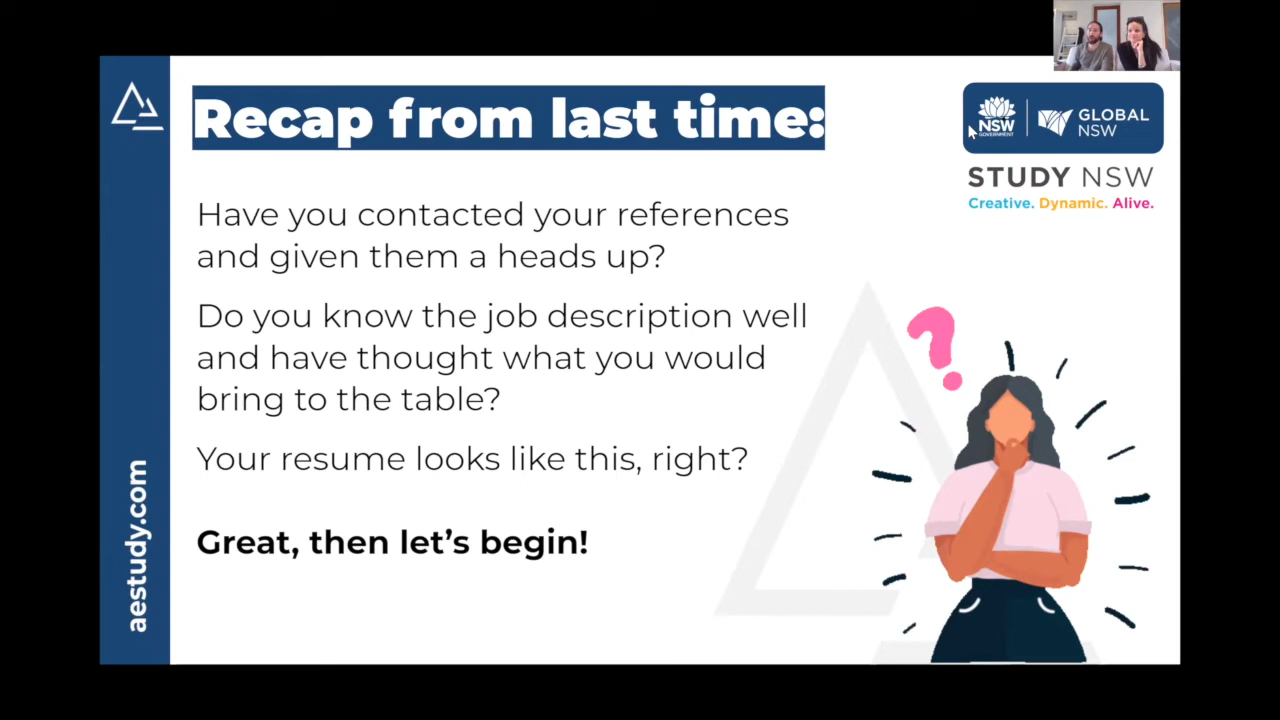 Recap from last time:
NSW
GOVERNMENT
GLOBAL
NSW
STUDY NSW
Creative. Dynamic. Alive.
Have you contacted your references
and given them a heads up?
Do you know the job description well
and have thought what you would
bring to the table?
Your resume looks like this, right?
Great, then let’s begin!
aestudy.com